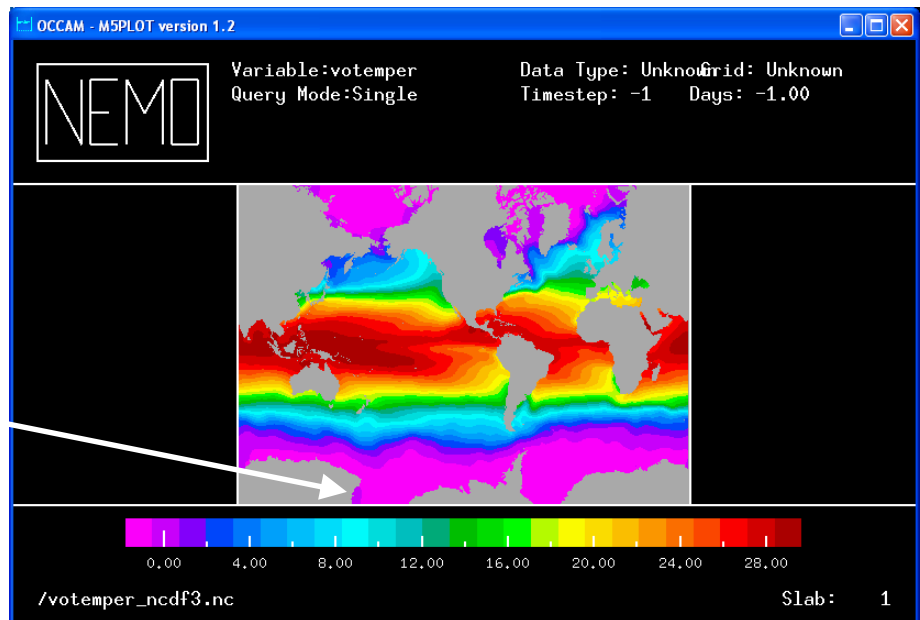 OCCAM - M5PLOT version 1.2
NEMO
Variable:votemper Data Type: Unknown Grid: Unknown
Query Mode:Single Timestep: -1 Days: -1.00
0.00 4.00 8.00 12.00 16.00 20.00 24.00 28.00
/votemper_ncdf3.nc Slab: 1